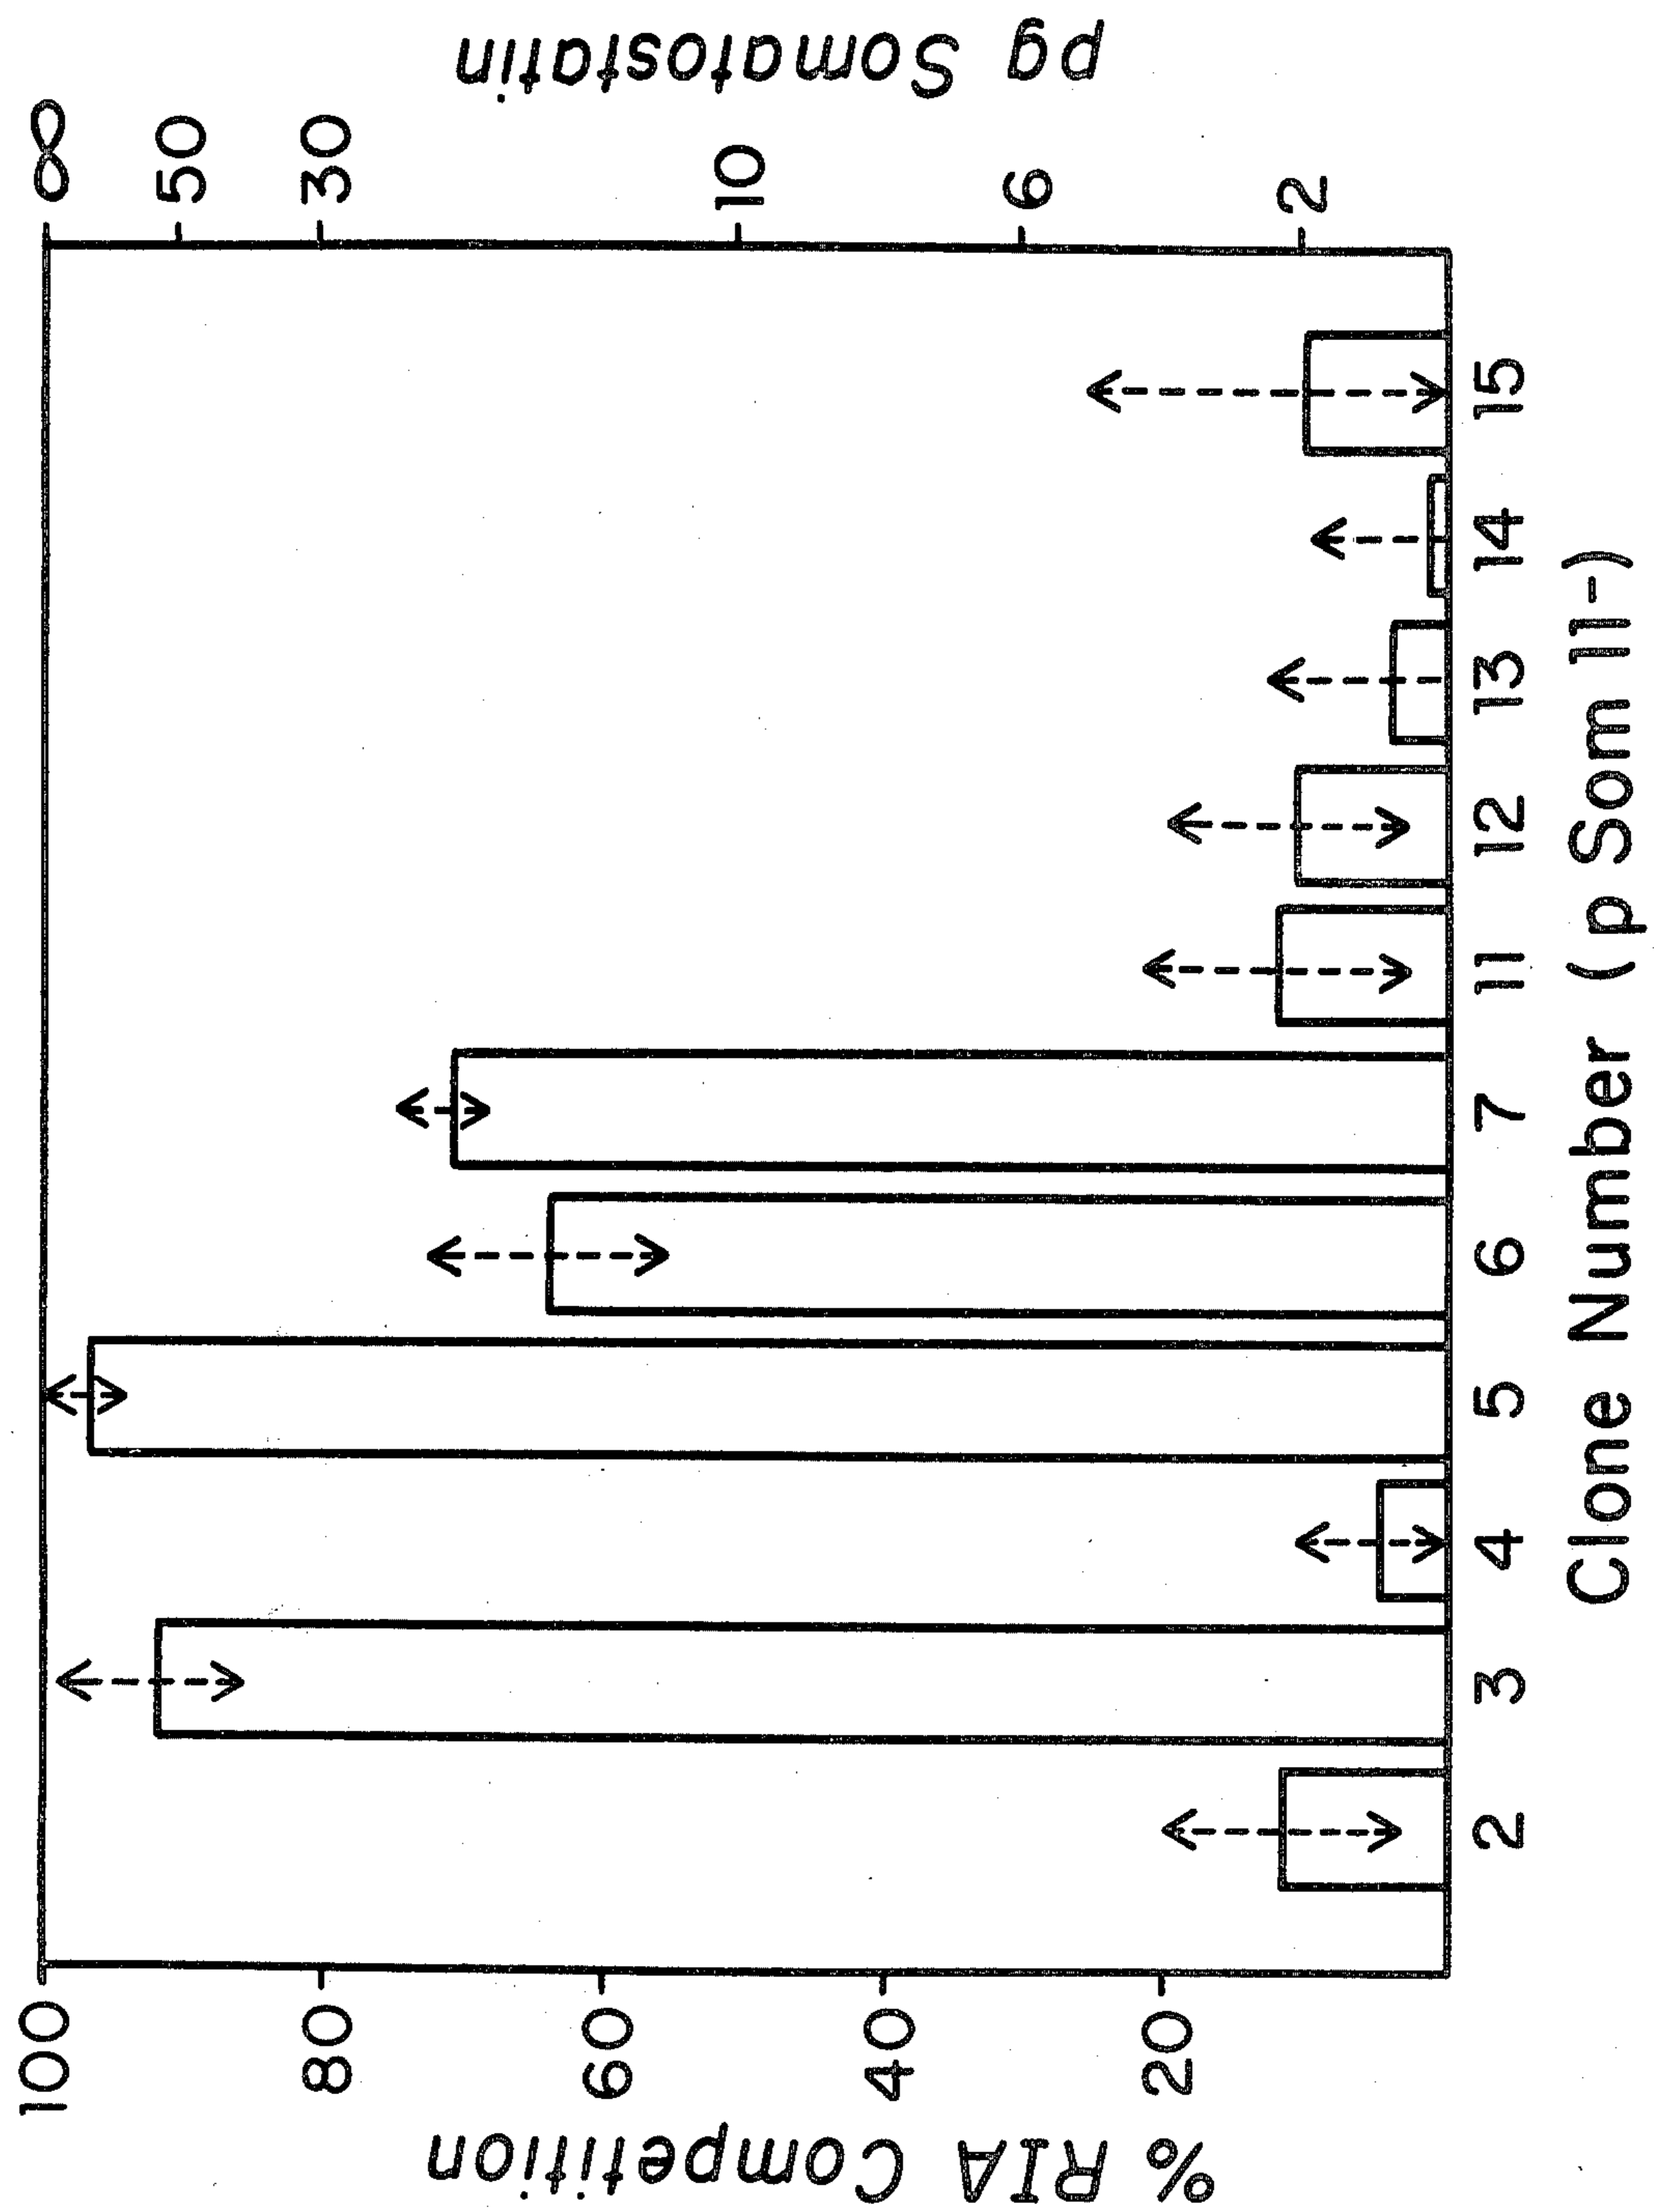 % RIA Competition
100
80
60
40
20
pg Somatostatin
∞
50
30
10
6
2
2 3 4 5 6 7 11 12 13 14 15
Clone Number (p Som 11-)